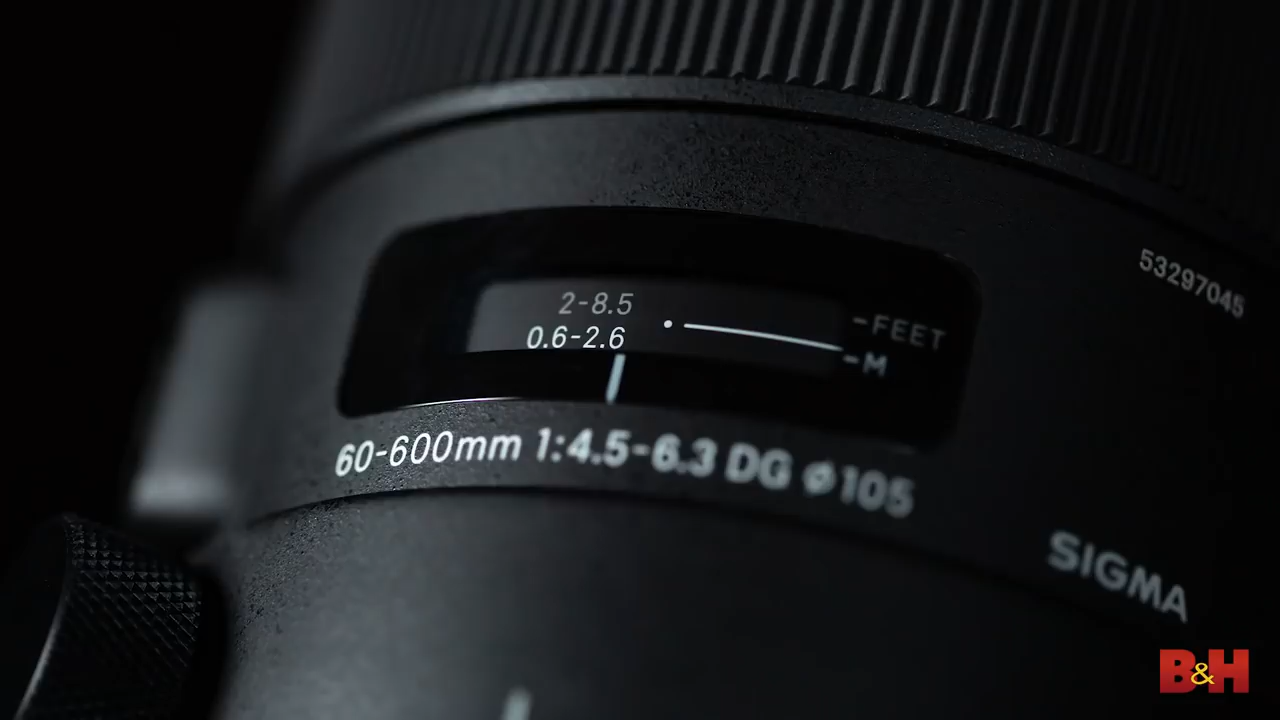 53297045
2-8.5
0.6-2.6
-FEET
-M
60-600mm 1:4.5-6.3 DG ø105
SIGMA
B&H